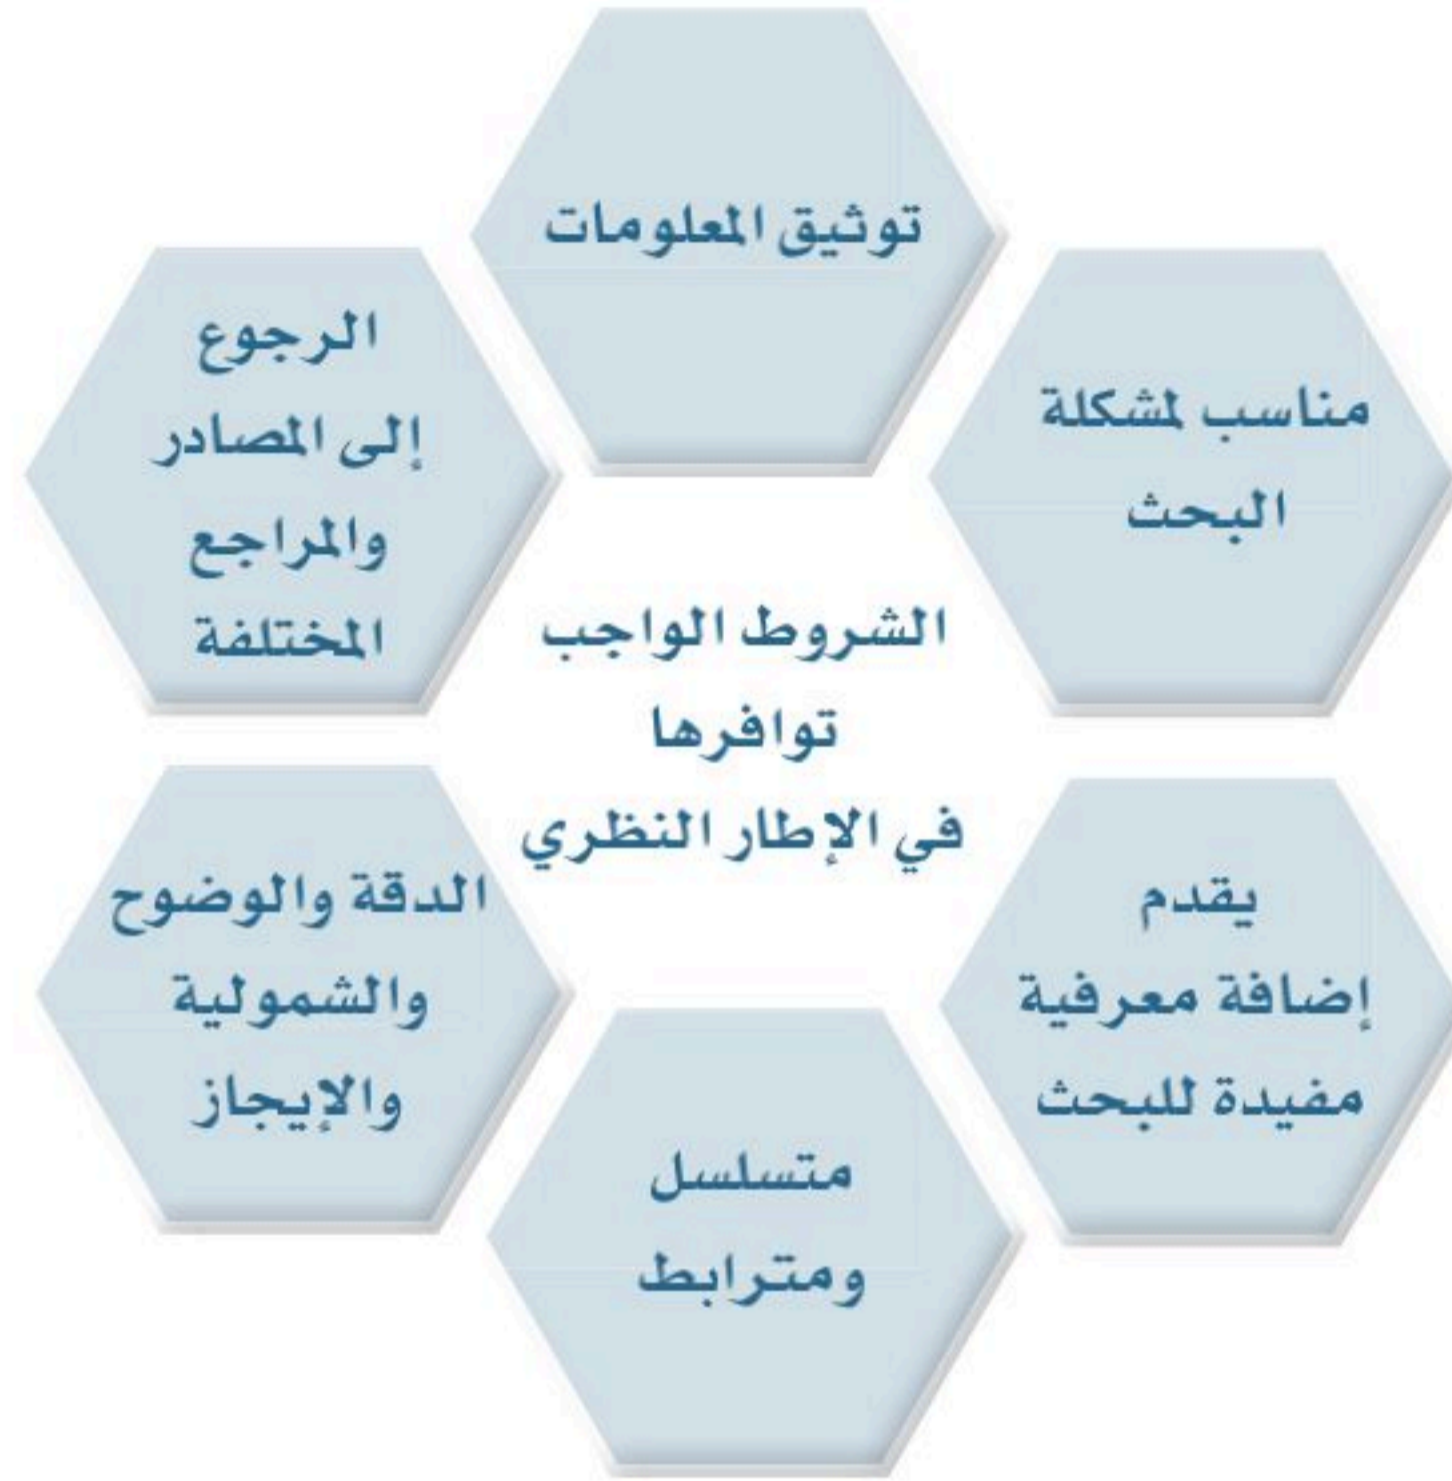 توثيق المعلومات
مناسب لمشكلة
البحث
يقدم
إضافة معرفية
مفيدة للبحث
متسلسل
ومترابط
الدقة والوضوح
والشمولية
والإيجاز
الرجوع
إلى المصادر
والمراجع
المختلفة
الشروط الواجب
توافرها
في الإطار النظري